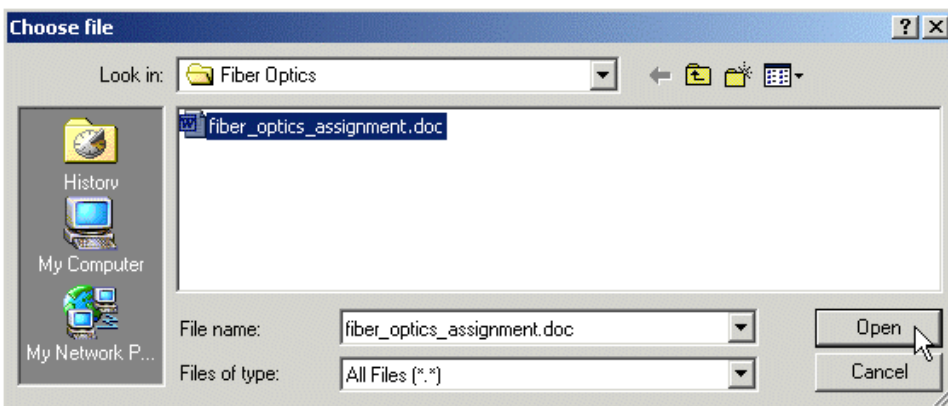 Choose file
Look in: Fiber Optics
fiber_optics_assignment.doc
History
My Computer
My Network P...
File name: fiber_optics_assignment.doc Open
Files of type: All Files (*.*) Cancel